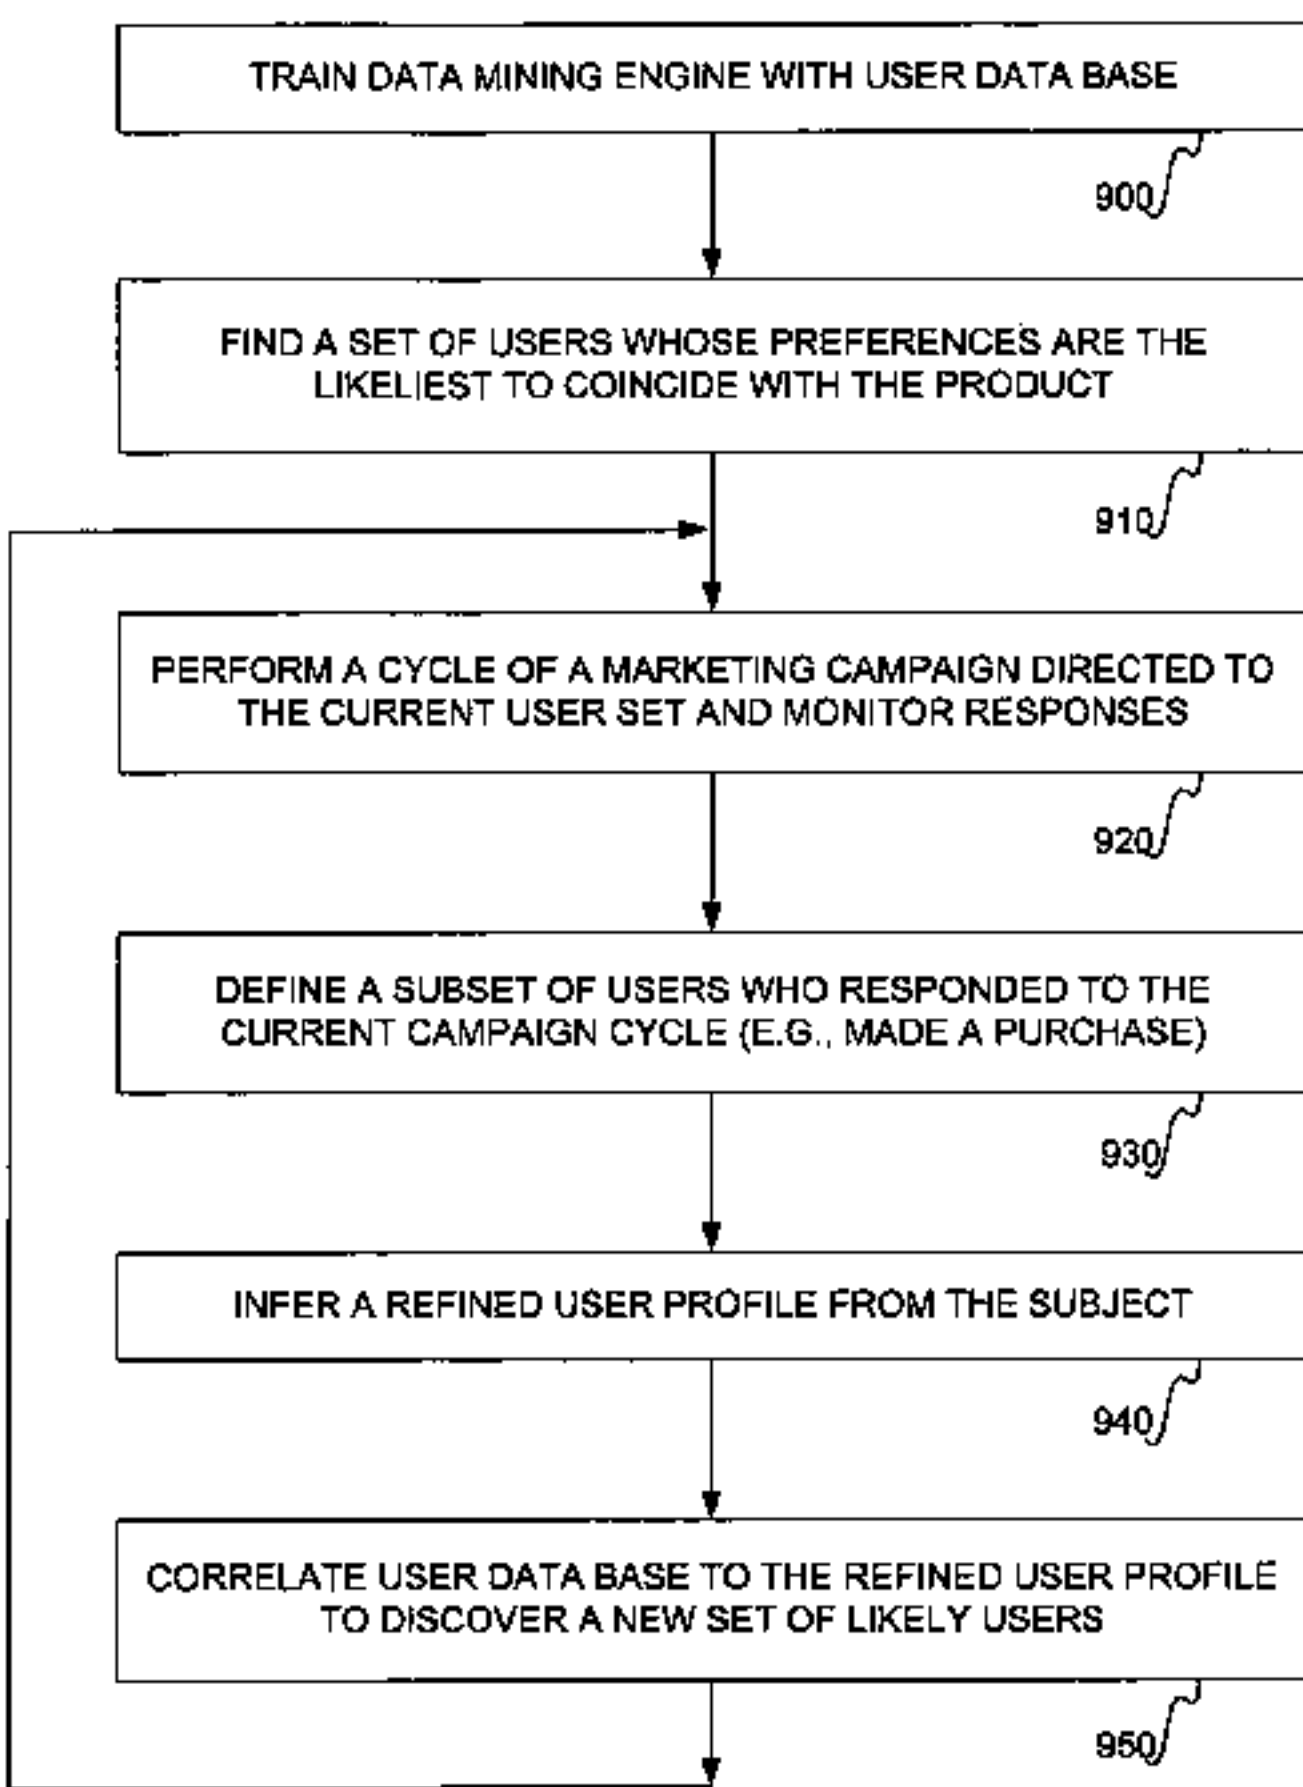 TRAIN DATA MINING ENGINE WITH USER DATA BASE
900
FIND A SET OF USERS WHOSE PREFERENCES ARE THE
LIKELIEST TO COINCIDE WITH THE PRODUCT
910
PERFORM A CYCLE OF A MARKETING CAMPAIGN DIRECTED TO
THE CURRENT USER SET AND MONITOR RESPONSES
920
DEFINE A SUBSET OF USERS WHO RESPONDED TO THE
CURRENT CAMPAIGN CYCLE (E.G., MADE A PURCHASE)
930
INFER A REFINED USER PROFILE FROM THE SUBJECT
940
CORRELATE USER DATA BASE TO THE REFINED USER PROFILE
TO DISCOVER A NEW SET OF LIKELY USERS
950